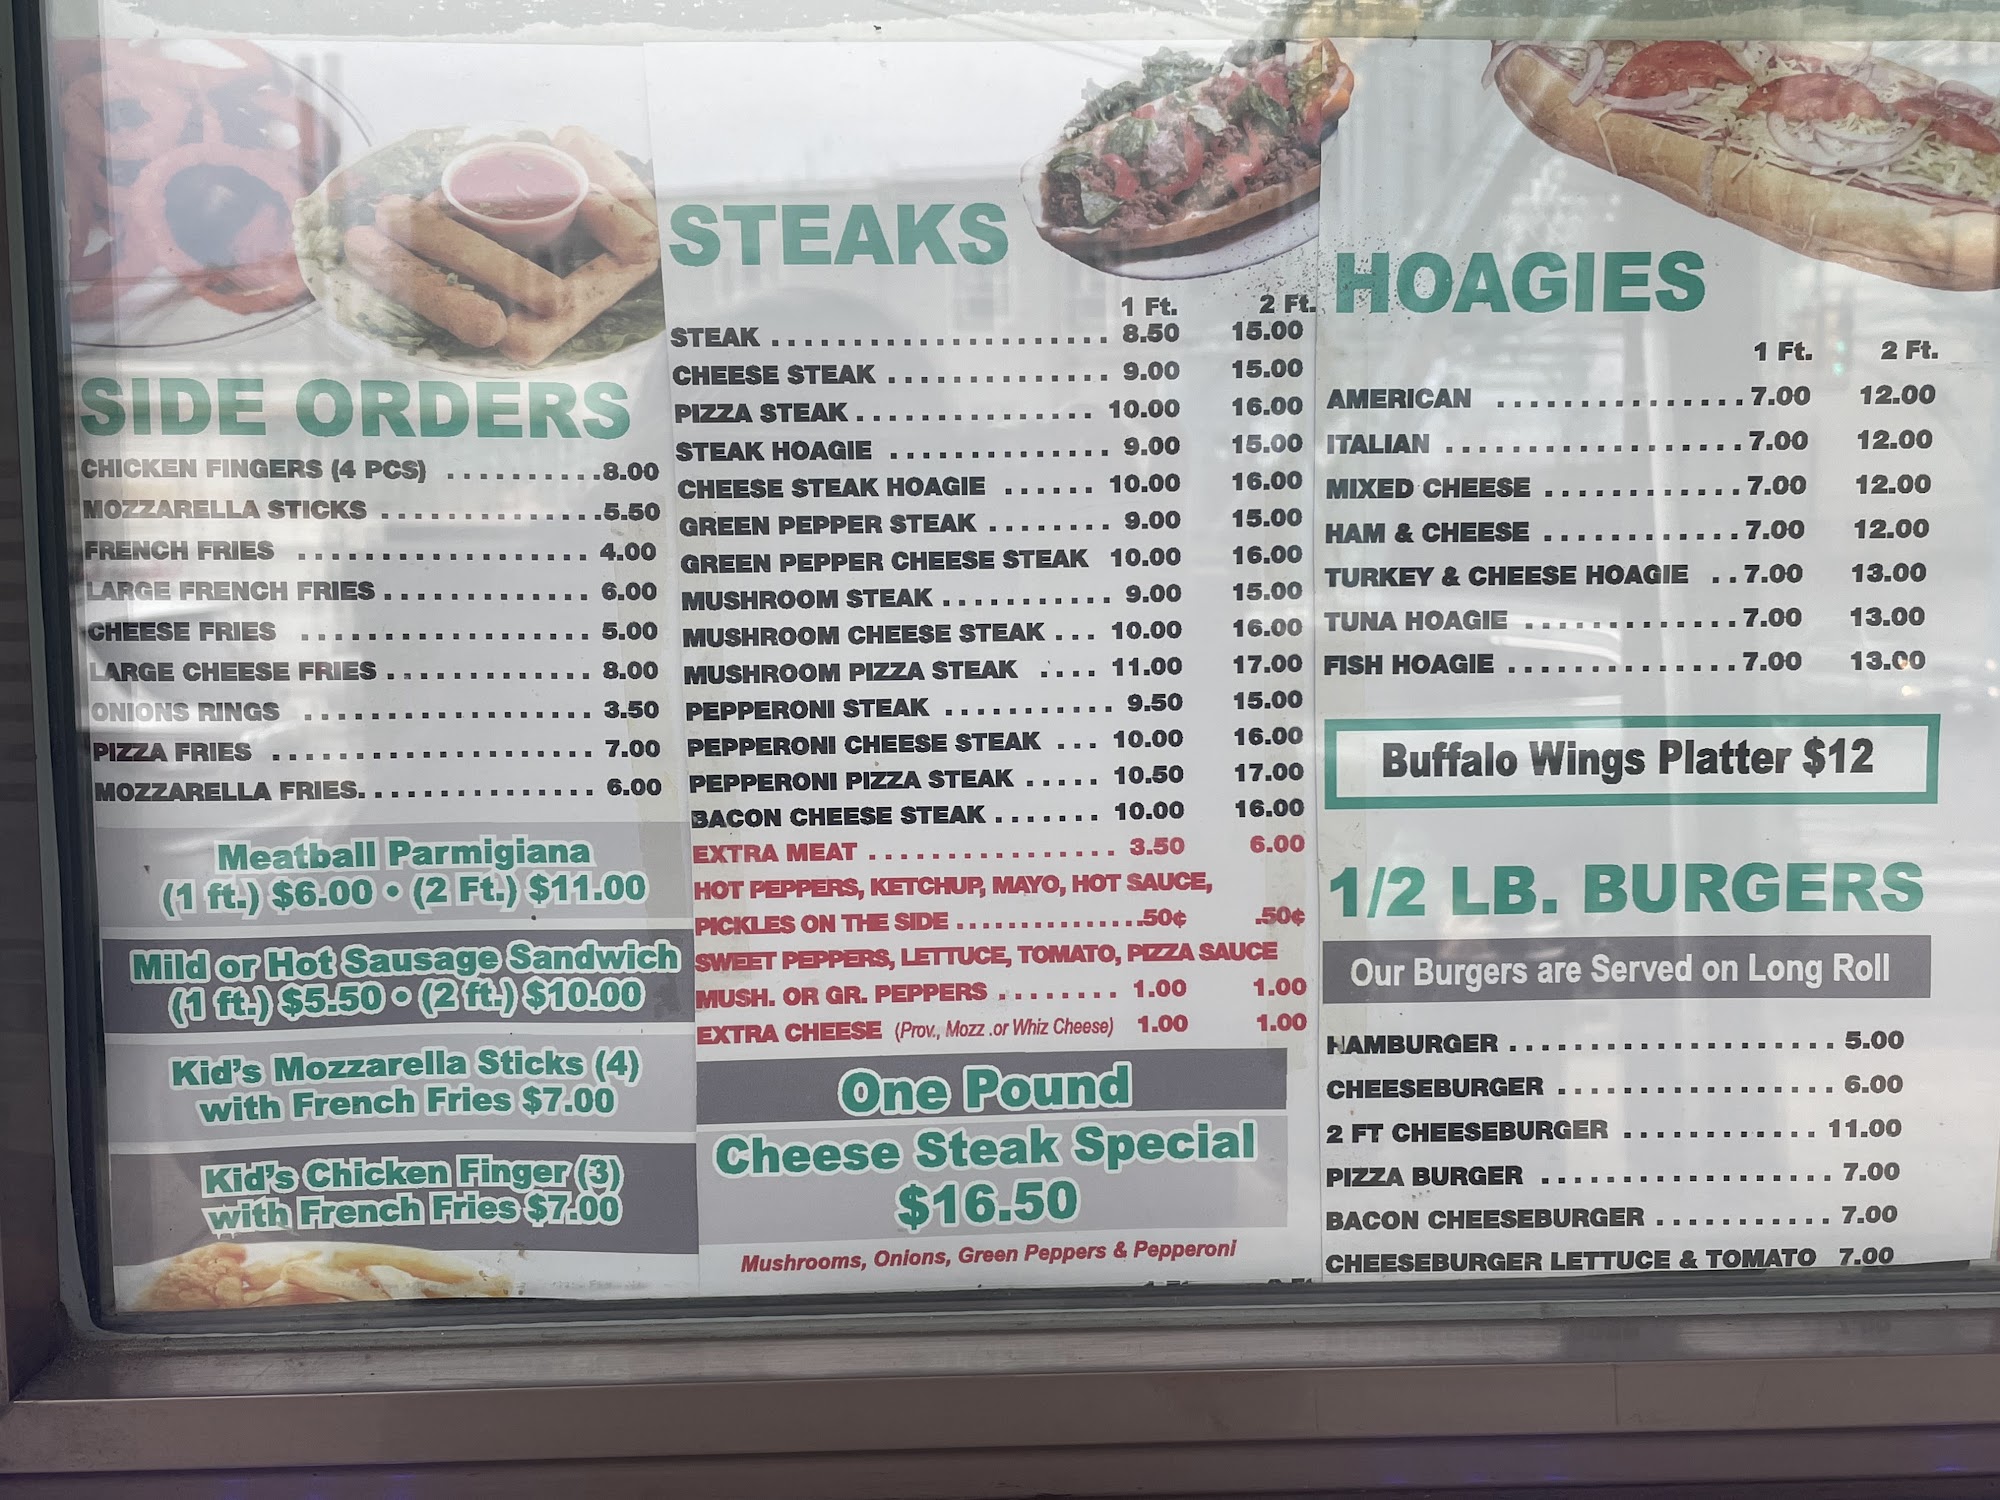 SIDE ORDERS
CHICKEN FINGERS (4 PCS) ..........8.00
MOZZARELLA STICKS ..............5.50
FRENCH FRIES .................. 4.00
LARGE FRENCH FRIES............. 6.00
CHEESE FRIES .................. 5.00
LARGE CHEESE FRIES............. 8.00
ONIONS RINGS .................. 3.50
PIZZA FRIES .................... 7.00
MOZZARELLA FRIES............... 6.00
Meatball Parmigiana
(1 ft.) $6.00 • (2 Ft.) $11.00
Mild or Hot Sausage Sandwich
(1 ft.) $5.50 • (2 ft.) $10.00
Kid's Mozzarella Sticks (4)
with French Fries $7.00
Kid's Chicken Finger (3)
with French Fries $7.00
STEAKS
1 Ft. 2 Ft.
STEAK ..................... 8.50 15.00
CHEESE STEAK .............. 9.00 15.00
PIZZA STEAK............... 10.00 16.00
STEAK HOAGIE .............. 9.00 15.00
CHEESE STEAK HOAGIE ...... 10.00 16.00
GREEN PEPPER STEAK ........ 9.00 15.00
GREEN PEPPER CHEESE STEAK 10.00 16.00
MUSHROOM STEAK ........... 9.00 15.00
MUSHROOM CHEESE STEAK ... 10.00 16.00
MUSHROOM PIZZA STEAK .... 11.00 17.00
PEPPERONI STEAK ........... 9.50 15.00
PEPPERONI CHEESE STEAK ... 10.00 16.00
PEPPERONI PIZZA STEAK ..... 10.50 17.00
BACON CHEESE STEAK ....... 10.00 16.00
EXTRA MEAT ................ 3.50 6.00
HOT PEPPERS, KETCHUP, MAYO, HOT SAUCE,
PICKLES ON THE SIDE ..............50¢ .50¢
SWEET PEPPERS, LETTUCE, TOMATO, PIZZA SAUCE
MUSH. OR GR. PEPPERS ........ 1.00 1.00
EXTRA CHEESE (Prov., Mozz .or Whiz Cheese) 1.00 1.00
One Pound
Cheese Steak Special
$16.50
Mushrooms, Onions, Green Peppers & Pepperoni
HOAGIES
1 Ft. 2 Ft.
AMERICAN ...............7.00 12.00
ITALIAN ..................7.00 12.00
MIXED CHEESE ............7.00 12.00
HAM & CHEESE ............7.00 12.00
TURKEY & CHEESE HOAGIE ..7.00 13.00
TUNA HOAGIE .............7.00 13.00
FISH HOAGIE ..............7.00 13.00
Buffalo Wings Platter $12
1/2 LB. BURGERS
Our Burgers are Served on Long Roll
HAMBURGER .................... 5.00
CHEESEBURGER ................. 6.00
2 FT CHEESEBURGER ............ 11.00
PIZZA BURGER .................. 7.00
BACON CHEESEBURGER ........... 7.00
CHEESEBURGER LETTUCE & TOMATO 7.00